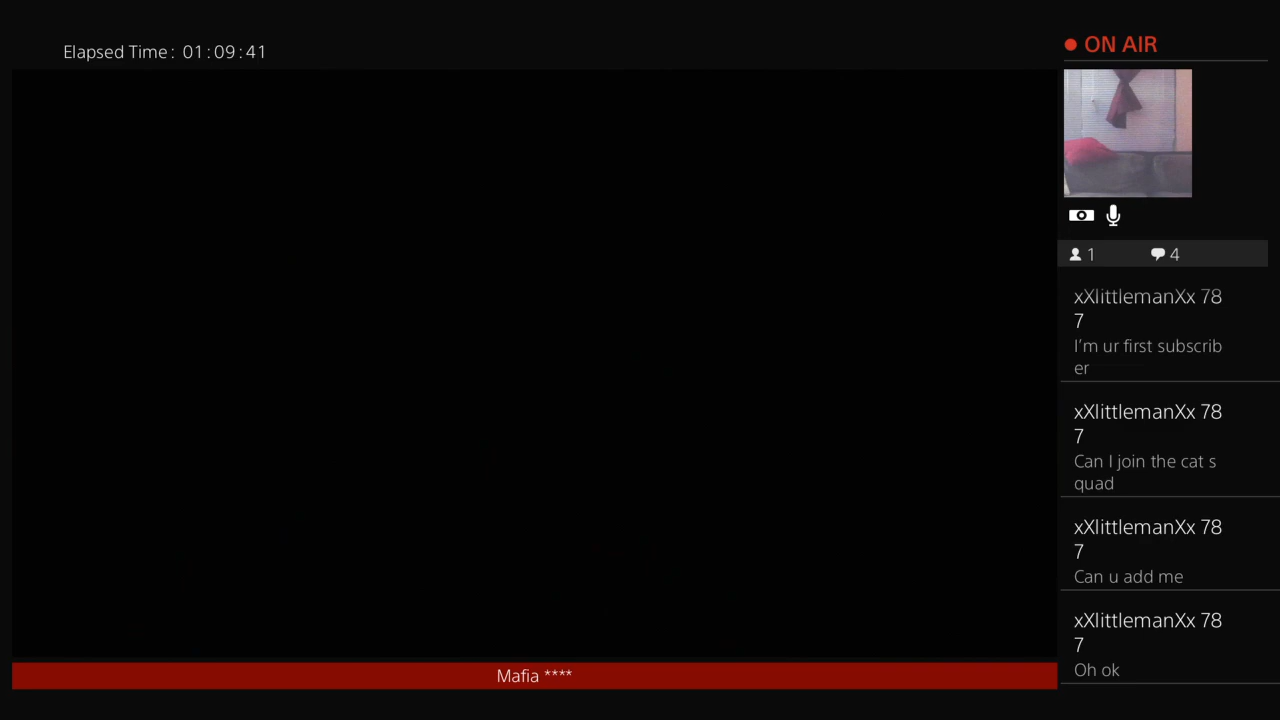 Elapsed Time: 01:09:41
ON AIR
1 4
xXlittlemanXx 78
7
I'm ur first subscrib
er
xXlittlemanXx 78
7
Can I join the cat s
quad
xXlittlemanXx 78
7
Can u add me
xXlittlemanXx 78
7
Oh ok
Mafia ****